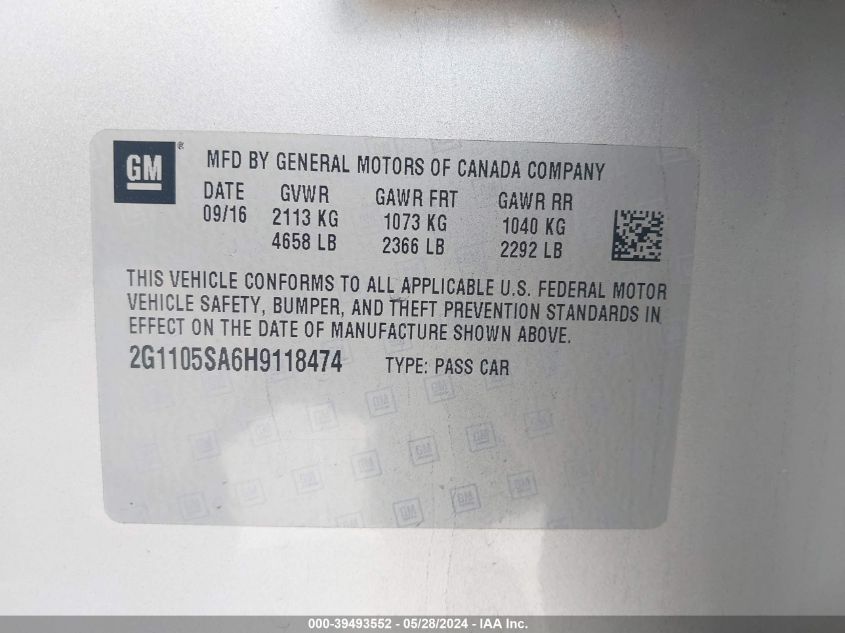 GM ®
MFD BY GENERAL MOTORS OF CANADA COMPANY
DATE GVWR GAWR FRT GAWR RR
09/16 2113 KG 1073 KG 1040 KG
4658 LB 2366 LB 2292 LB
THIS VEHICLE CONFORMS TO ALL APPLICABLE U.S. FEDERAL MOTOR
VEHICLE SAFETY, BUMPER, AND THEFT PREVENTION STANDARDS IN
EFFECT ON THE DATE OF MANUFACTURE SHOWN ABOVE.
2G1105SA6H9118474 TYPE: PASS CAR
000-39493552 - 05/28/2024 - IAA Inc.